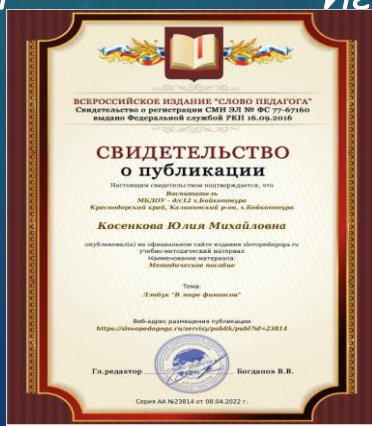 ВСЕРОССИЙСКОЕ ИЗДАНИЕ "СЛОВО ПЕДАГОГА"
Свидетельство о регистрации СМИ ЭЛ № ФС 77-67160
выдано Федеральной службой РКН 16.09.2016
СВИДЕТЕЛЬСТВО
о публикации
Настоящим свидетельством подтверждается, что
Воспитатель
МБДОУ - д/с12 х.Бойкопонура
Краснодарский край, Калининский р-он, х.Бойкопонура
Косенкова Юлия Михайловна
опубликовал(а) на официальном сайте издания slovopedagoga.ru
учебно-методический материал
Наименование материала:
Методическое пособие
Тема:
Лэпбук "В мире финансов"
Веб-адрес размещения публикации
https://slovopedagoga.ru/servisy/publik/publ?id=23814
Гл.редактор
Богданов В.В.
СЛОВО ПЕДАГОГА
Серия АА №23814 от 08.04.2022 г.